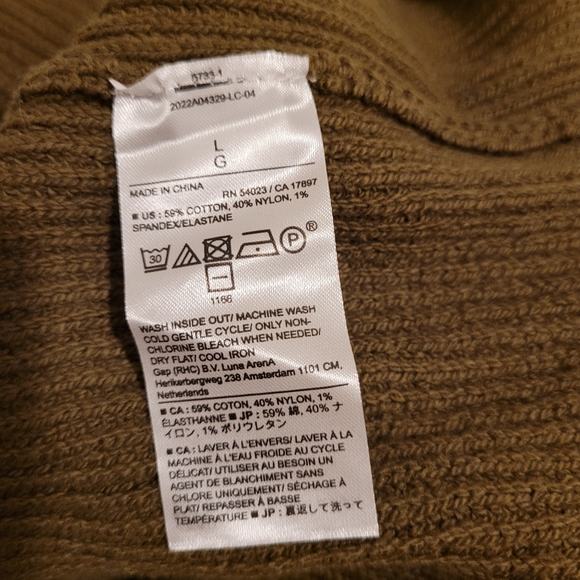 5733-1
2022A04329-LC-04
L
G
MADE IN CHINA RN 54023 / CA 17897
■ US : 59% COTTON, 40% NYLON, 1%
SPANDEX/ELASTANE
30 P ®
1166
WASH INSIDE OUT/ MACHINE WASH
COLD GENTLE CYCLE/ ONLY NON-
CHLORINE BLEACH WHEN NEEDED/
DRY FLAT/ COOL IRON
Gap (RHC) B.V. Luna ArenA
Herikerbergweg 238 Amsterdam 1101 CM,
Netherlands
■ CA : 59% COTON, 40% NYLON, 1%
ÉLASTHANNE ■ JP : 59% 綿, 40% ナ
イロン, 1% ポリウレタン
■ CA : LAVER À L'ENVERS/ LAVER À LA
MACHINE À L'EAU FROIDE AU CYCLE
DÉLICAT/ UTILISER AU BESOIN UN
AGENT DE BLANCHIMENT SANS
CHLORE UNIQUEMENT/ SÉCHAGE À
PLAT/ REPASSER À BASSE
TEMPÉRATURE ■ JP : 裏返して洗って